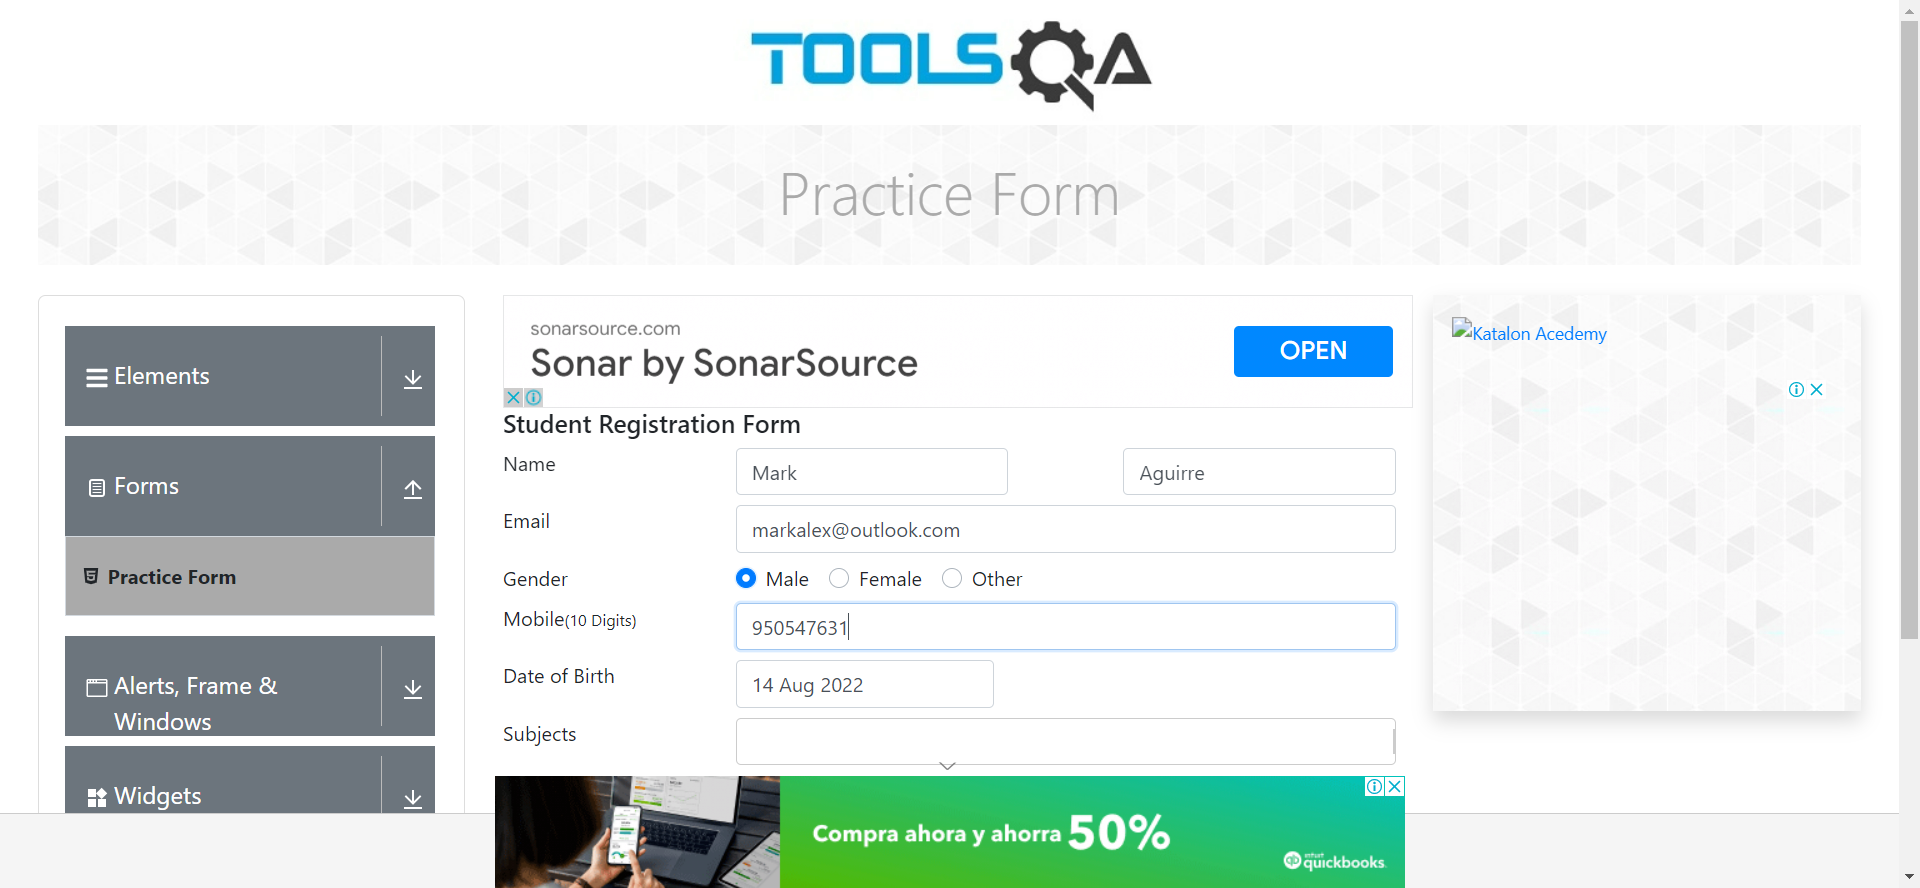 TOOLSQA
Practice Form
Elements
Forms
Practice Form
Alerts, Frame &
Windows
Widgets
sonarsource.com
Sonar by SonarSource
OPEN
Student Registration Form
Name
Mark
Aguirre
Email
markalex@outlook.com
Gender
Male
Female
Other
Mobile(10 Digits)
950547631
Date of Birth
14 Aug 2022
Subjects
Katalon Acedemy
Compra ahora y ahorra 50%
intuit
quickbooks.